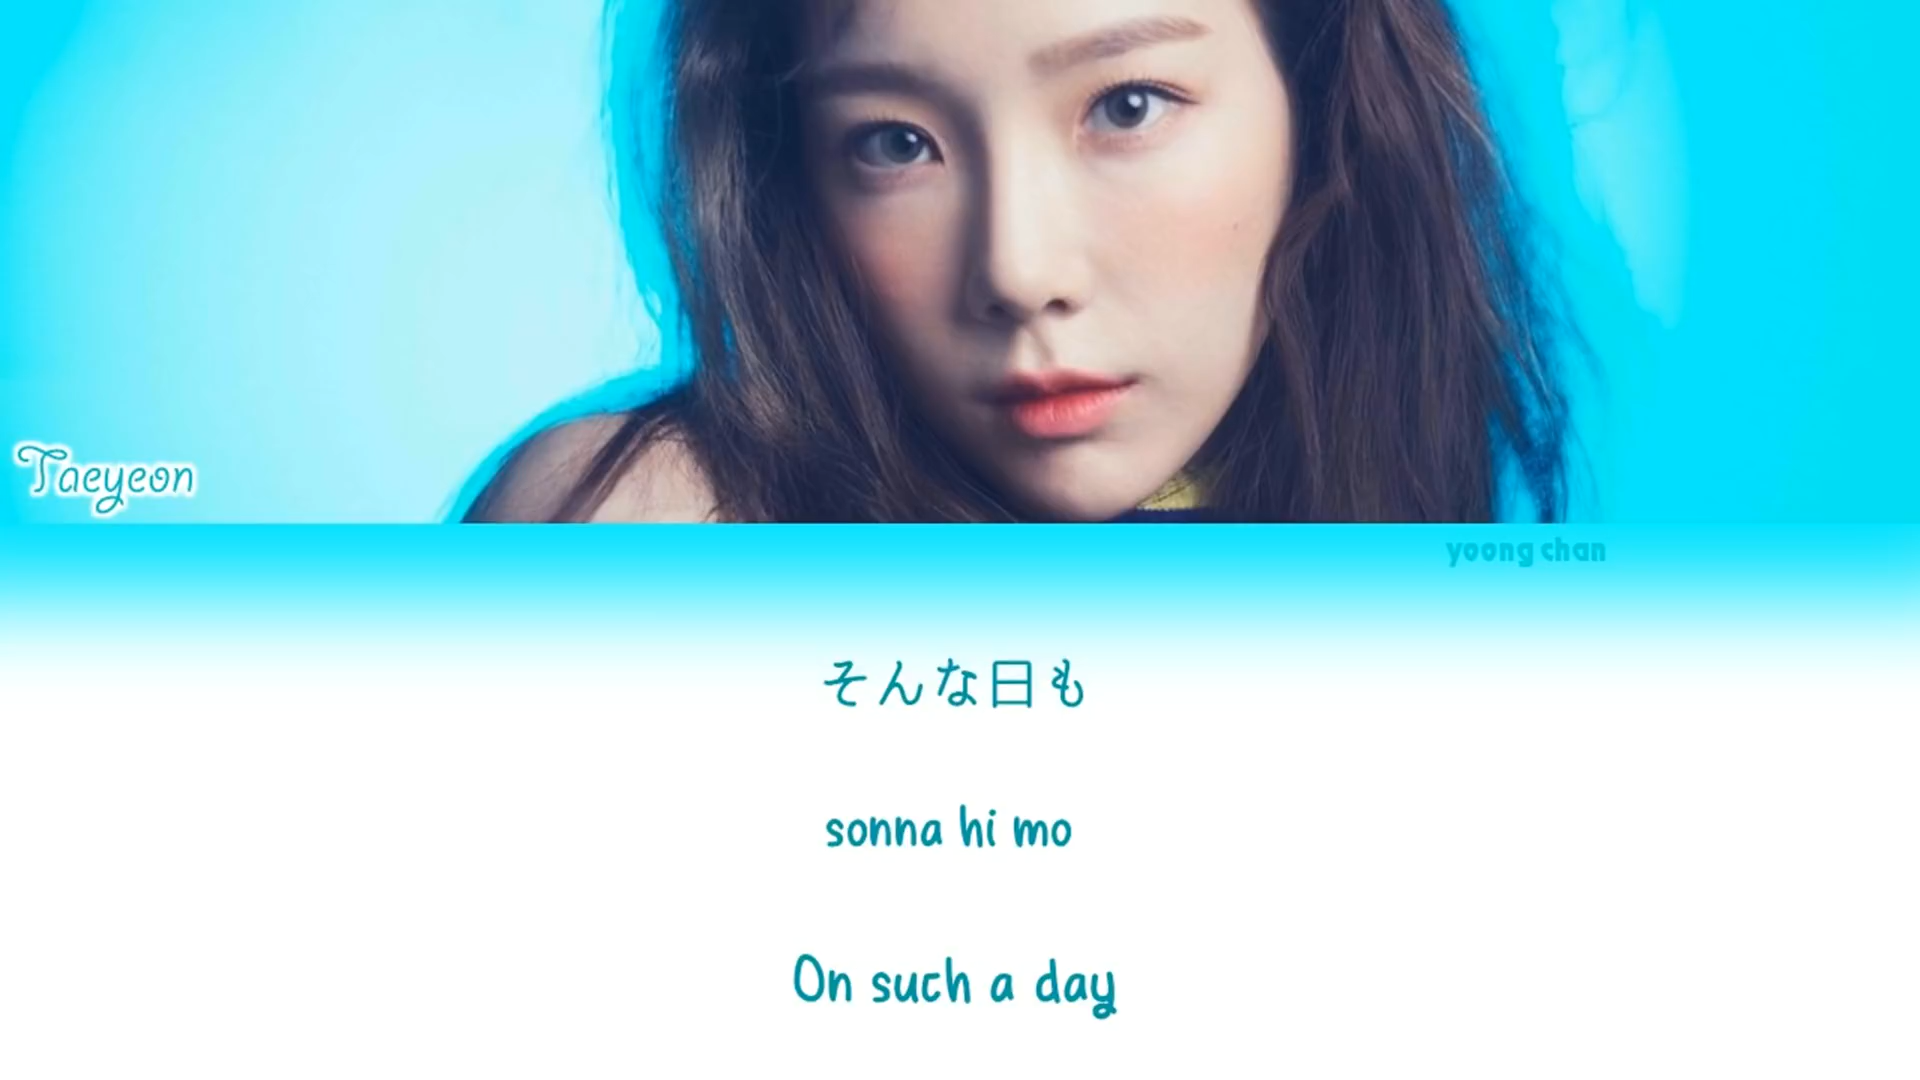 Taeyeon
yoong chan
そんな日も
sonna hi mo
On such a day